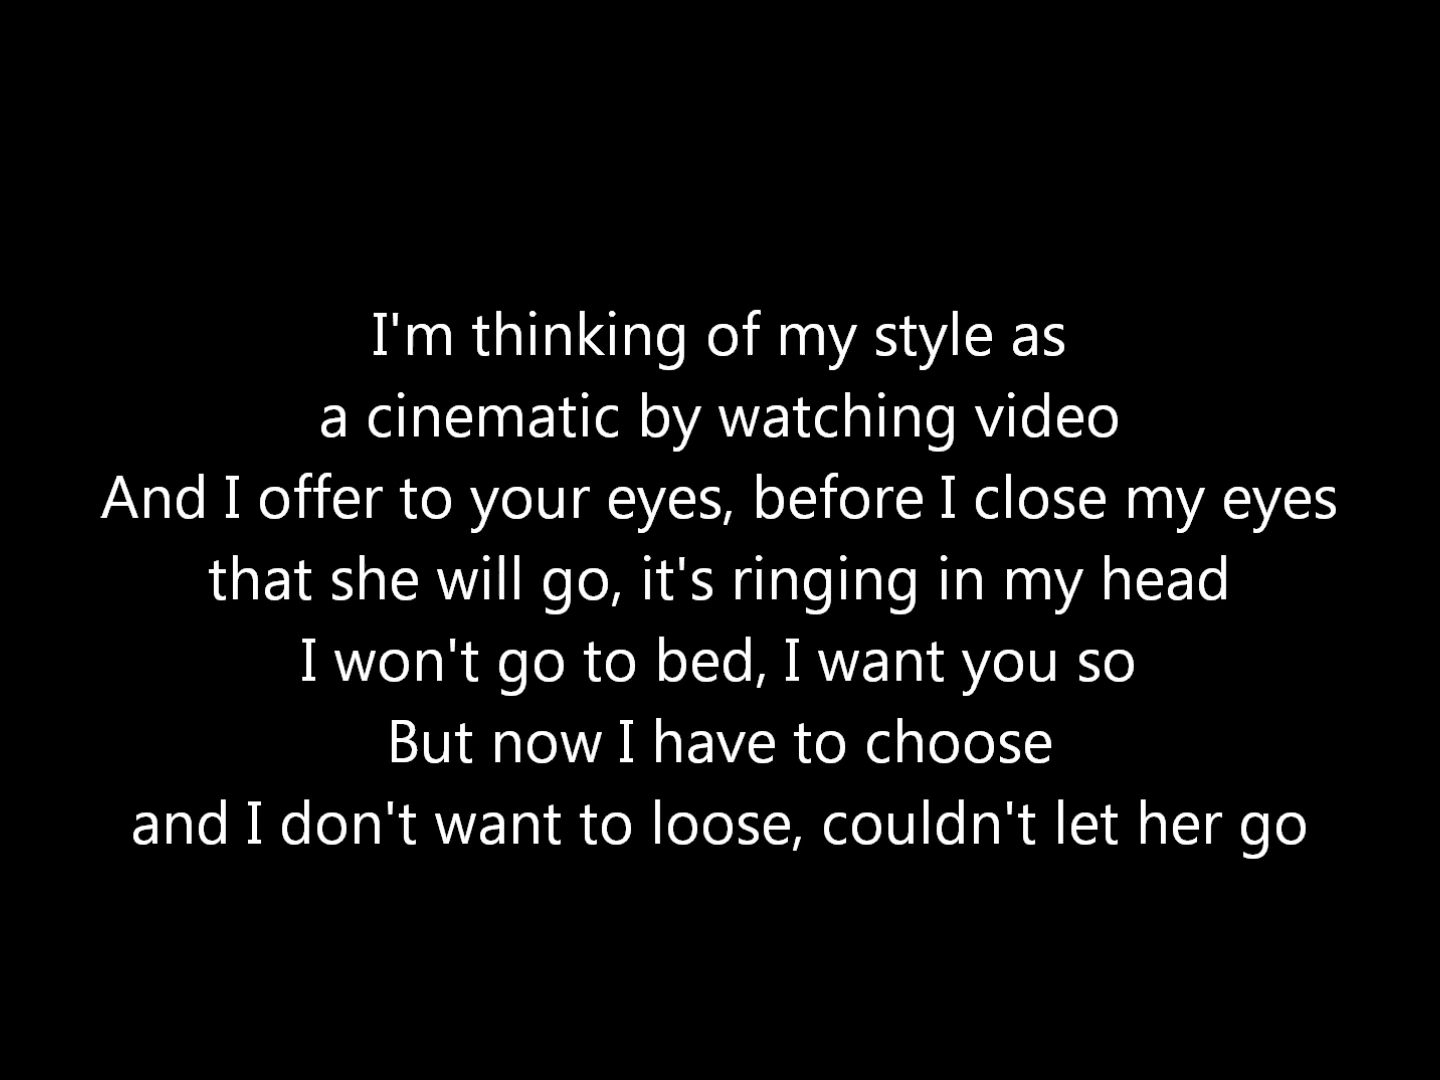 I'm thinking of my style as
a cinematic by watching video
And I offer to your eyes, before I close my eyes
that she will go, it's ringing in my head
I won't go to bed, I want you so
But now I have to choose
and I don't want to loose, couldn't let her go